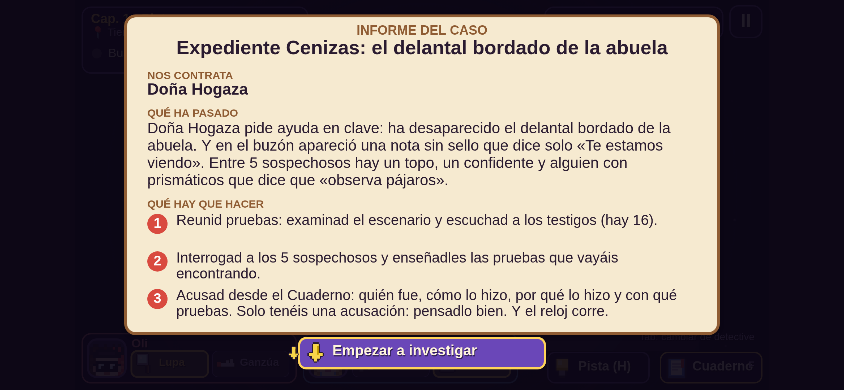 INFORME DEL CASO
Expediente Cenizas: el delantal bordado de la abuela
NOS CONTRATA
Doña Hogaza
QUÉ HA PASADO
Doña Hogaza pide ayuda en clave: ha desaparecido el delantal bordado de la
abuela. Y en el buzón apareció una nota sin sello que dice solo «Te estamos
viendo». Entre 5 sospechosos hay un topo, un confidente y alguien con
prismáticos que dice que «observa pájaros».
QUÉ HAY QUE HACER
1 Reunid pruebas: examinad el escenario y escuchad a los testigos (hay 16).
2 Interrogad a los 5 sospechosos y enseñadles las pruebas que vayáis
encontrando.
3 Acusad desde el Cuaderno: quién fue, cómo lo hizo, por qué lo hizo y con qué
pruebas. Solo tenéis una acusación: pensadlo bien. Y el reloj corre.
Empezar a investigar
Cap.
Oli
Lupa
Ganzúa
Pista (H)
Cuaderno